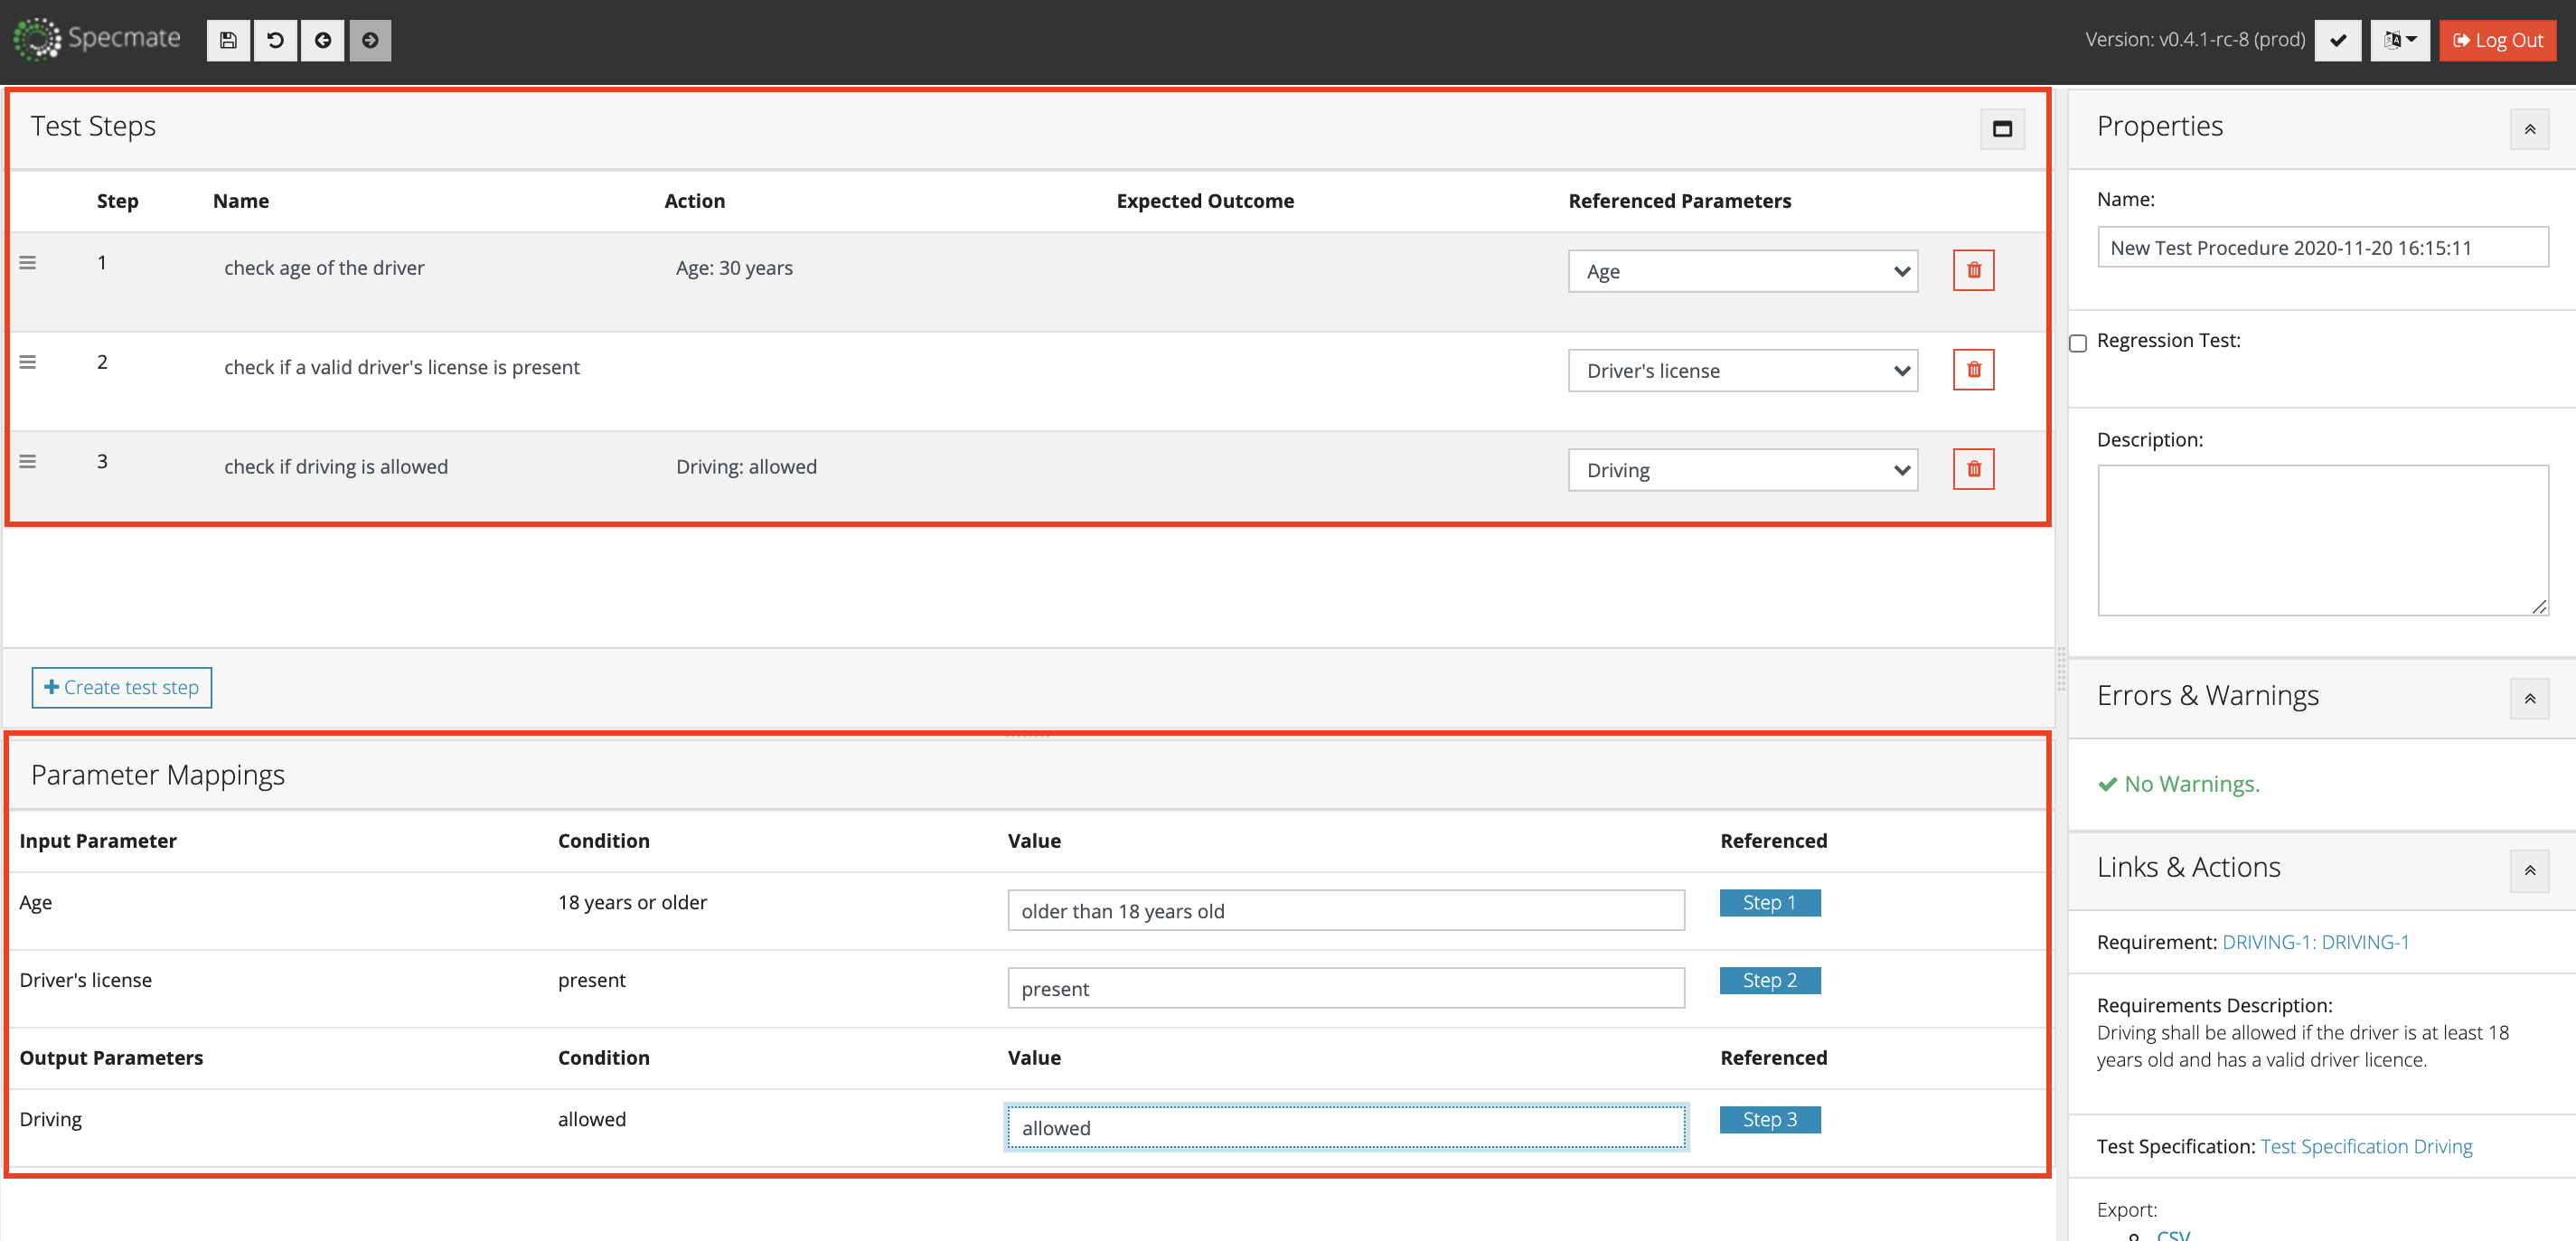 Specmate
Version: v0.4.1-rc-8 (prod)
Log Out
Test Steps
Step Name Action Expected Outcome Referenced Parameters
1 check age of the driver Age: 30 years Age
2 check if a valid driver's license is present Driver's license
3 check if driving is allowed Driving: allowed Driving
Create test step
Parameter Mappings
Input Parameter Condition Value Referenced
Age 18 years or older older than 18 years old Step 1
Driver's license present present Step 2
Output Parameters Condition Value Referenced
Driving allowed allowed Step 3
Properties
Name:
New Test Procedure 2020-11-20 16:15:11
Regression Test:
Description:
Errors & Warnings
No Warnings.
Links & Actions
Requirement: DRIVING-1: DRIVING-1
Requirements Description:
Driving shall be allowed if the driver is at least 18
years old and has a valid driver licence.
Test Specification: Test Specification Driving
Export:
CSV